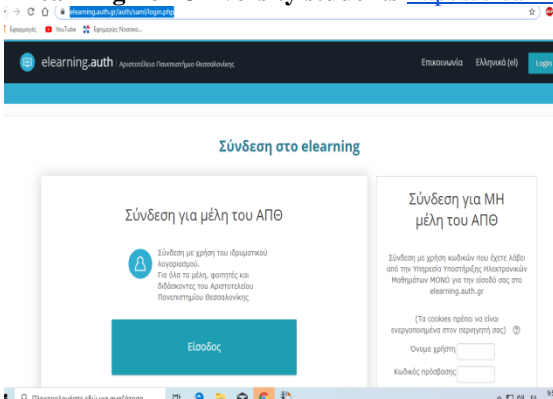 elearning.auth.gr/auth/saml/login.php
Εφαρμογές YouTube
elearning.auth | Αριστοτέλειο Πανεπιστήμιο Θεσσαλονίκης
Επικοινωνία Ελληνικά (el) Login
Σύνδεση στο elearning
Σύνδεση για μέλη του ΑΠΘ
Σύνδεση με χρήση του ιδρυματικού
λογαριασμού.
Για όλα τα μέλη, φοιτητές και
διδάσκοντες του Αριστοτελείου
Πανεπιστημίου Θεσσαλονίκης
Είσοδος
Σύνδεση για ΜΗ
μέλη του ΑΠΘ
Σύνδεση με χρήση κωδικών που έχετε λάβει
από την Υπηρεσία Υποστήριξης Ηλεκτρονικών
Μαθημάτων ΜΟΝΟ για την είσοδό σας στο
elearning.auth.gr
(Τα cookies πρέπει να είναι
ενεργοποιημένα στον περιηγητή σας)
Όνομα χρήστη
Κωδικός πρόσβασης